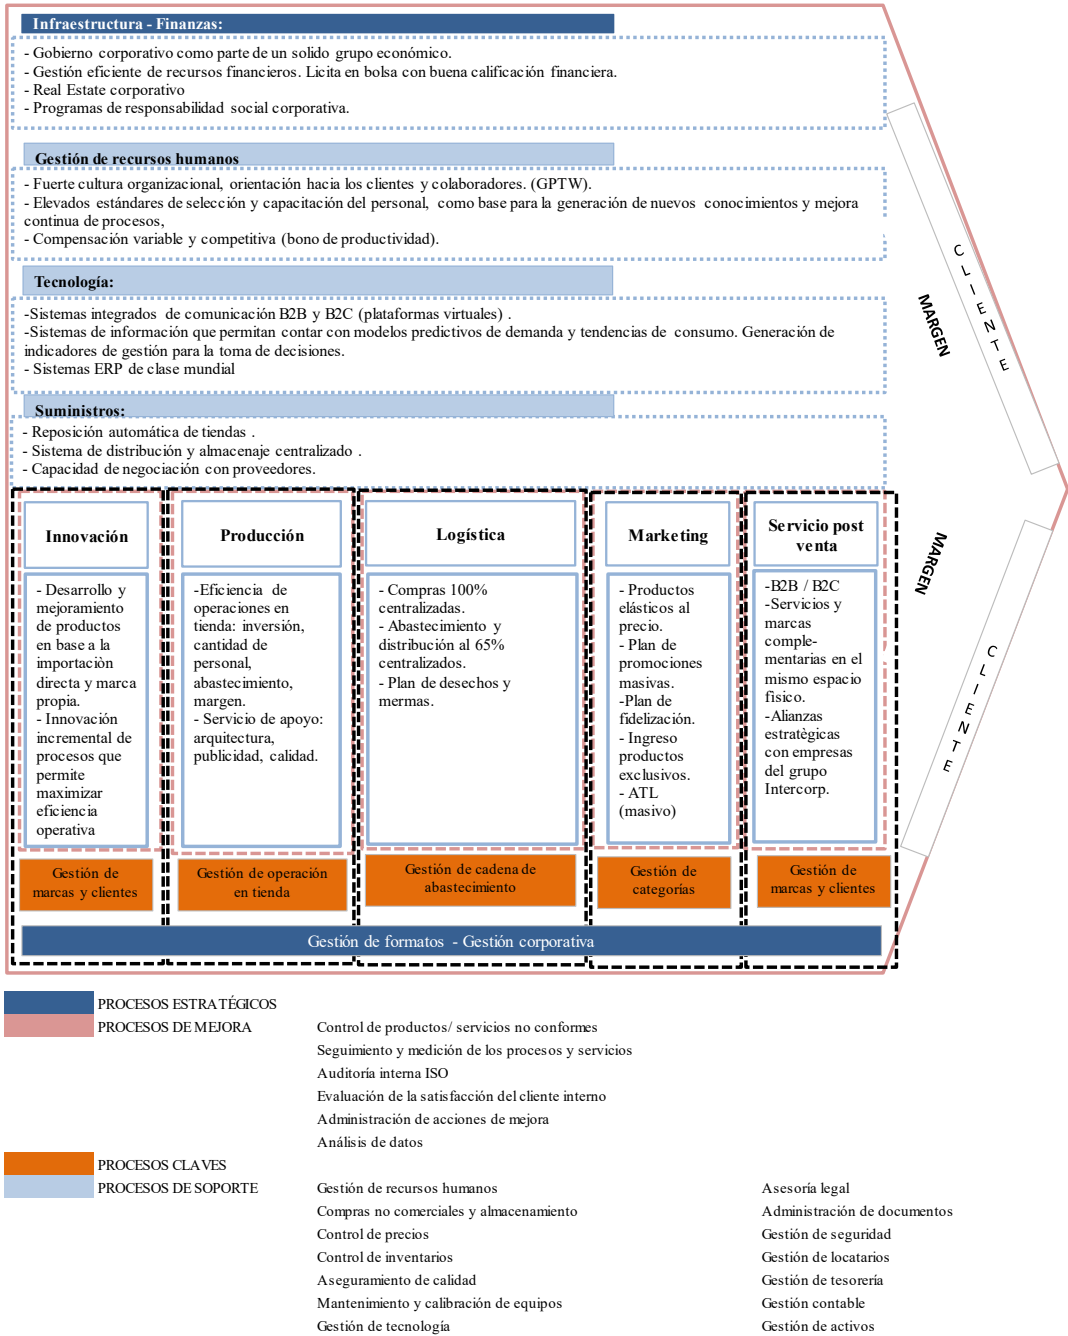 Infraestructura - Finanzas:
- Gobierno corporativo como parte de un solido grupo económico.
- Gestión eficiente de recursos financieros. Licita en bolsa con buena calificación financiera.
- Real Estate corporativo
- Programas de responsabilidad social corporativa.
Gestión de recursos humanos
- Fuerte cultura organizacional, orientación hacia los clientes y colaboradores. (GPTW).
- Elevados estándares de selección y capacitación del personal, como base para la generación de nuevos conocimientos y mejora
continua de procesos,
- Compensación variable y competitiva (bono de productividad).
Tecnología:
-Sistemas integrados de comunicación B2B y B2C (plataformas virtuales) .
-Sistemas de información que permitan contar con modelos predictivos de demanda y tendencias de consumo. Generación de
indicadores de gestión para la toma de decisiones.
- Sistemas ERP de clase mundial
Suministros:
- Reposición automática de tiendas .
- Sistema de distribución y almacenaje centralizado .
- Capacidad de negociación con proveedores.
CLIENTE
MARGEN
MARGEN
CLIENTE
Innovación
- Desarrollo y
mejoramiento
de productos
en base a la
importaciòn
directa y marca
propia.
- Innovación
incremental de
procesos que
permite
maximizar
eficiencia
operativa
Gestión de
marcas y clientes
Producción
-Eficiencia de
operaciones en
tienda: inversión,
cantidad de
personal,
abastecimiento,
margen.
- Servicio de apoyo:
arquitectura,
publicidad, calidad.
Gestión de operación
en tienda
Logística
- Compras 100%
centralizadas.
- Abastecimiento y
distribución al 65%
centralizados.
- Plan de desechos y
mermas.
Gestión de cadena de
abastecimiento
Marketing
- Productos
elásticos al
precio.
- Plan de
promociones
masivas.
-Plan de
fidelización.
- Ingreso
productos
exclusivos.
- ATL
(masivo)
Gestión de
categorías
Servicio post
venta
-B2B / B2C
-Servicios y
marcas
comple-
mentarias en el
mismo espacio
físico.
-Alianzas
estratègicas
con empresas
del grupo
Intercorp.
Gestión de
marcas y clientes
Gestión de formatos - Gestión corporativa
PROCESOS ESTRATÉGICOS
PROCESOS DE MEJORA
Control de productos/ servicios no conformes
Seguimiento y medición de los procesos y servicios
Auditoría interna ISO
Evaluación de la satisfacción del cliente interno
Administración de acciones de mejora
Análisis de datos
PROCESOS CLAVES
PROCESOS DE SOPORTE
Gestión de recursos humanos
Compras no comerciales y almacenamiento
Control de precios
Control de inventarios
Aseguramiento de calidad
Mantenimiento y calibración de equipos
Gestión de tecnología
Asesoría legal
Administración de documentos
Gestión de seguridad
Gestión de locatarios
Gestión de tesorería
Gestión contable
Gestión de activos